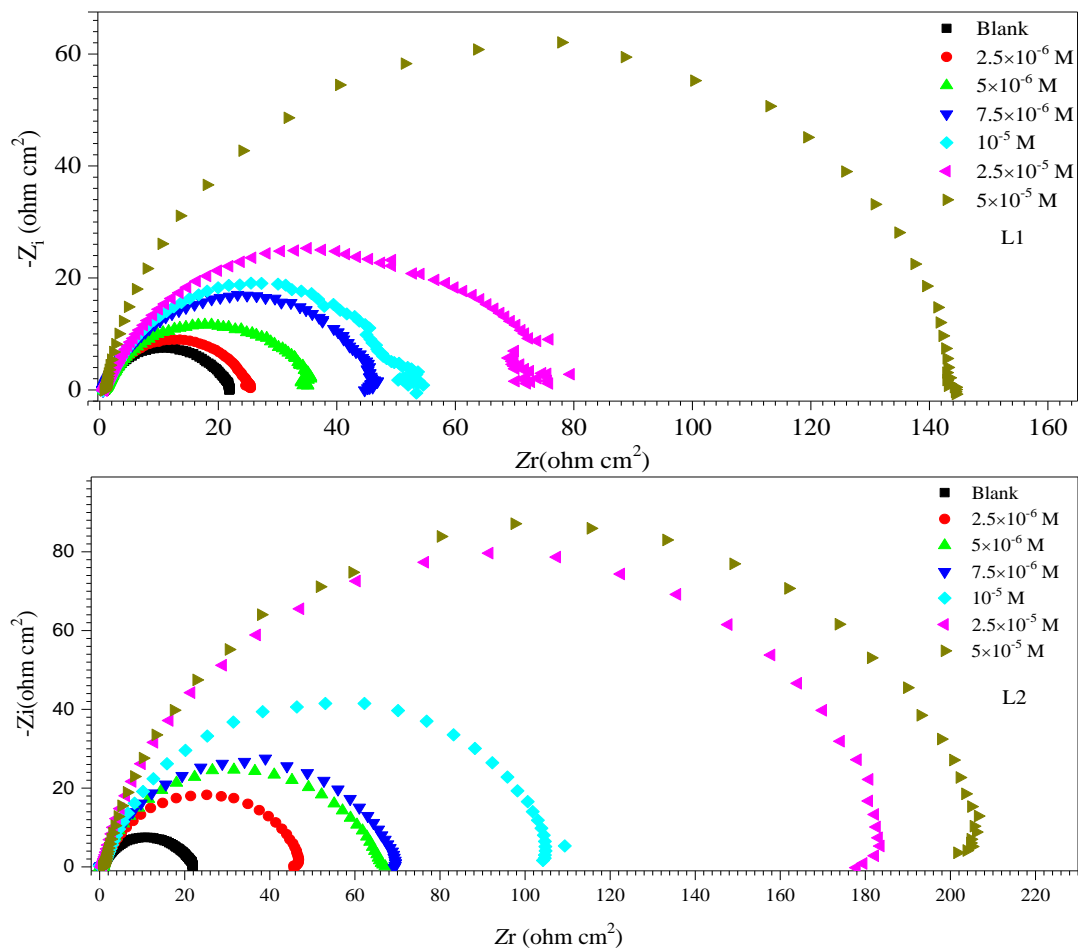 Blank
2.5×10⁻⁶ M
5×10⁻⁶ M
7.5×10⁻⁶ M
10⁻⁵ M
2.5×10⁻⁵ M
5×10⁻⁵ M
L1
60
40
20
0
-Z_i (ohm cm²)
0 20 40 60 80 100 120 140 160
Zr(ohm cm²)
Blank
2.5×10⁻⁶ M
5×10⁻⁶ M
7.5×10⁻⁶ M
10⁻⁵ M
2.5×10⁻⁵ M
5×10⁻⁵ M
L2
80
60
40
20
0
-Zi(ohm cm²)
0 20 40 60 80 100 120 140 160 180 200 220
Zr (ohm cm²)